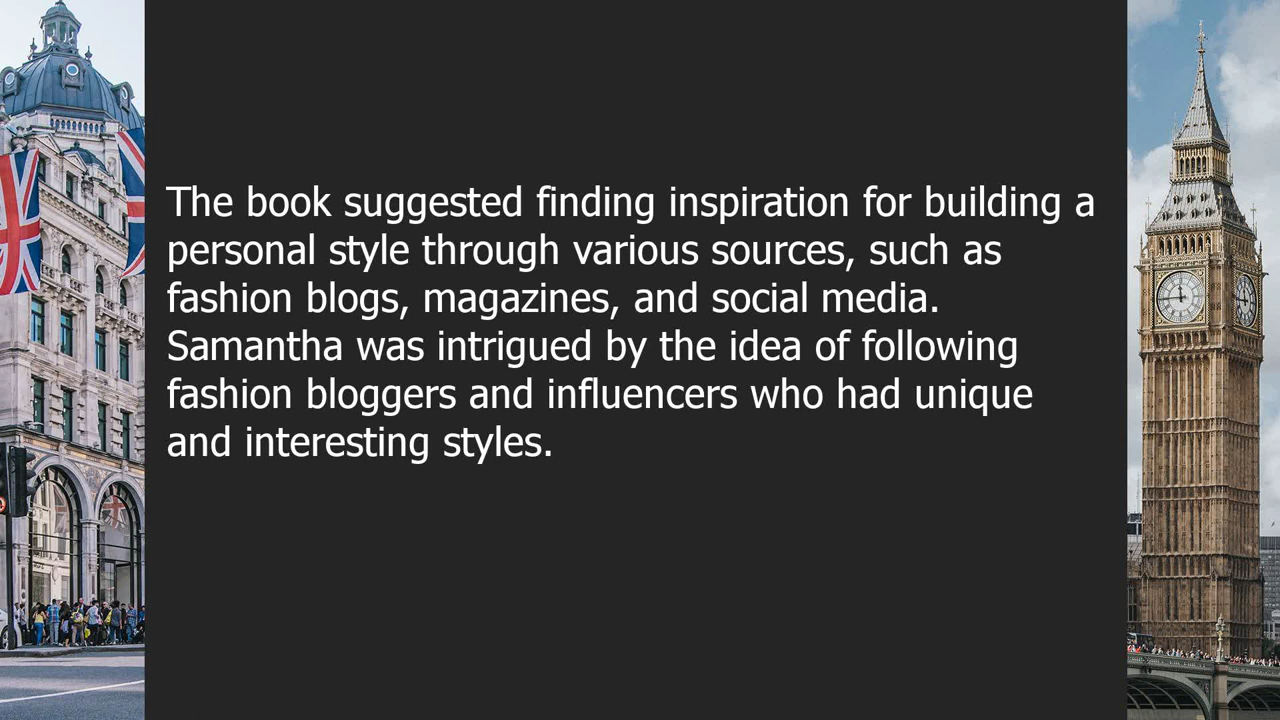 The book suggested finding inspiration for building a
personal style through various sources, such as
fashion blogs, magazines, and social media.
Samantha was intrigued by the idea of following
fashion bloggers and influencers who had unique
and interesting styles.